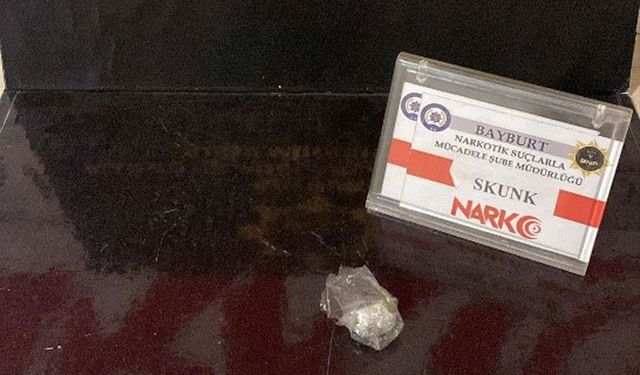 BAYBURT
NARKOTİK SUÇLARLA
MÜCADELE ŞUBE MÜDÜRLÜĞÜ
SKUNK
NARKO